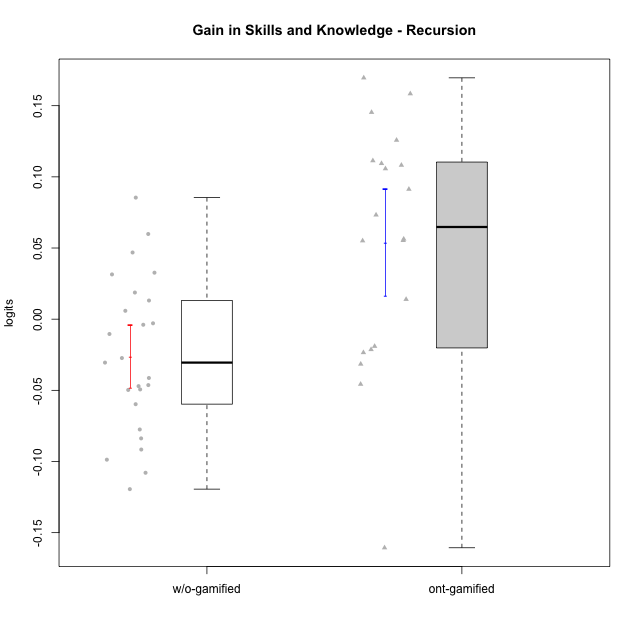 Gain in Skills and Knowledge - Recursion
logits
0.15
0.10
0.05
0.00
-0.05
-0.10
-0.15
w/o-gamified
ont-gamified